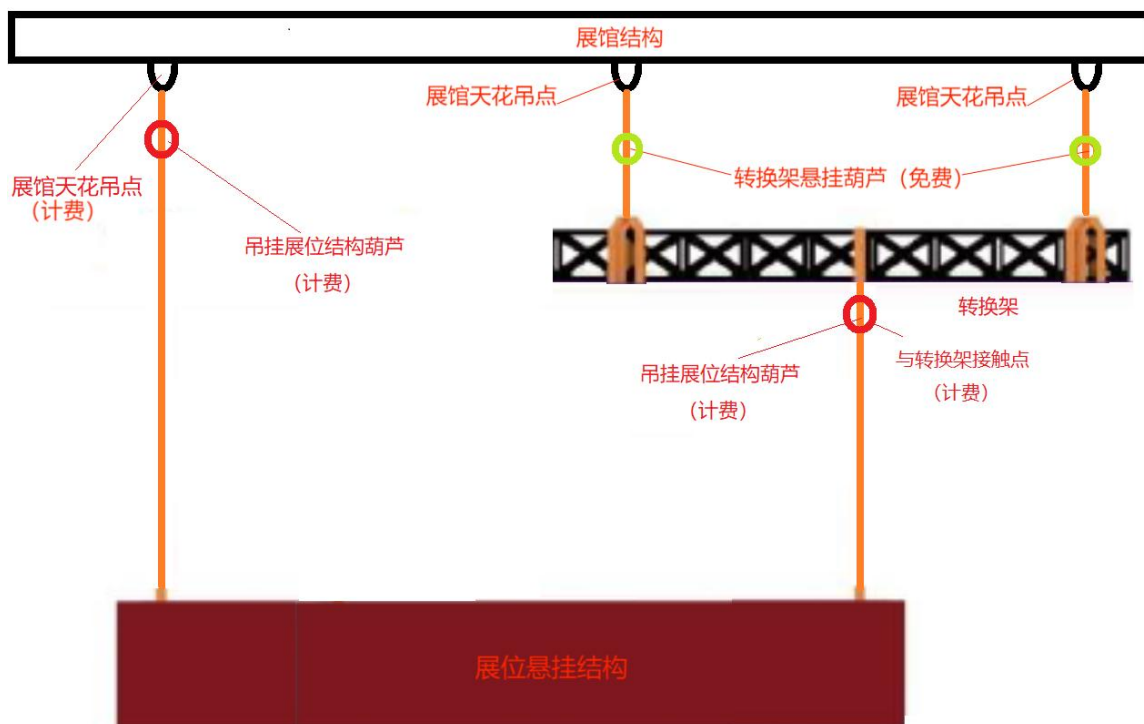 展馆结构
展馆天花吊点
展馆天花吊点
展馆天花吊点
（计费）
转换架悬挂葫芦（免费）
吊挂展位结构葫芦
（计费）
转换架
吊挂展位结构葫芦
（计费）
与转换架接触点
（计费）
展位悬挂结构